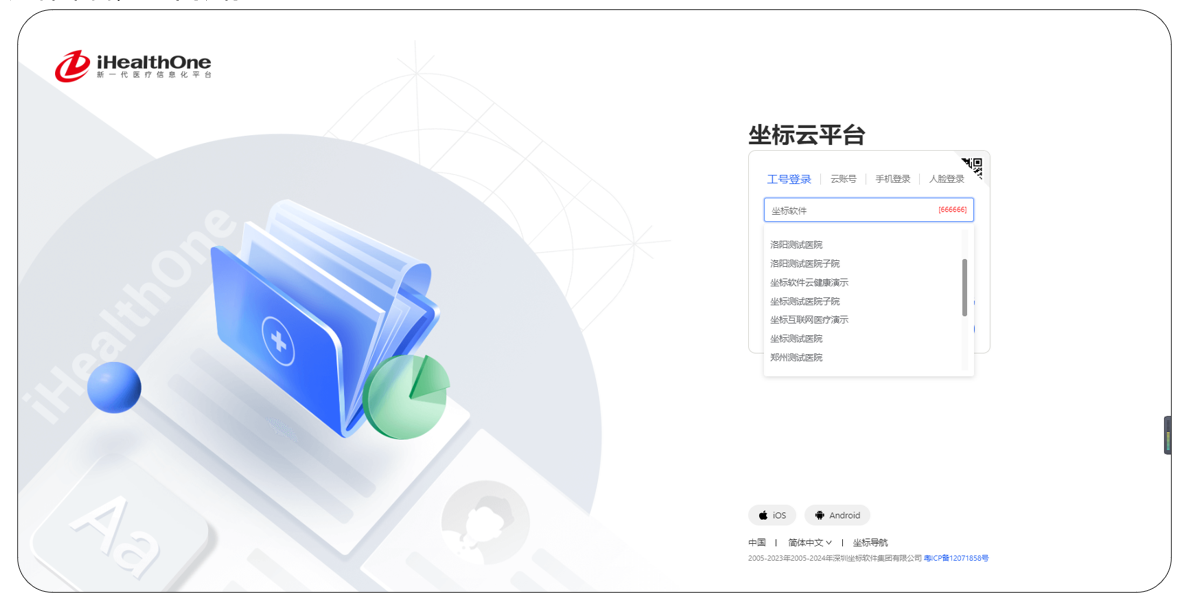 iHealthOne
新一代医疗信息化平台
坐标云平台
工号登录 云账号 手机登录 人脸登录
坐标软件 [666666]
洛阳测试医院
洛阳测试医院子院
坐标软件云健康演示
坐标测试医院子院
坐标互联网医疗演示
坐标测试医院
郑州测试医院
iHealthOne
Aa
iOS Android
中国 | 简体中文 | 坐标导航
2005-2023年2005-2024年深圳坐标软件集团有限公司 粤ICP备12071858号